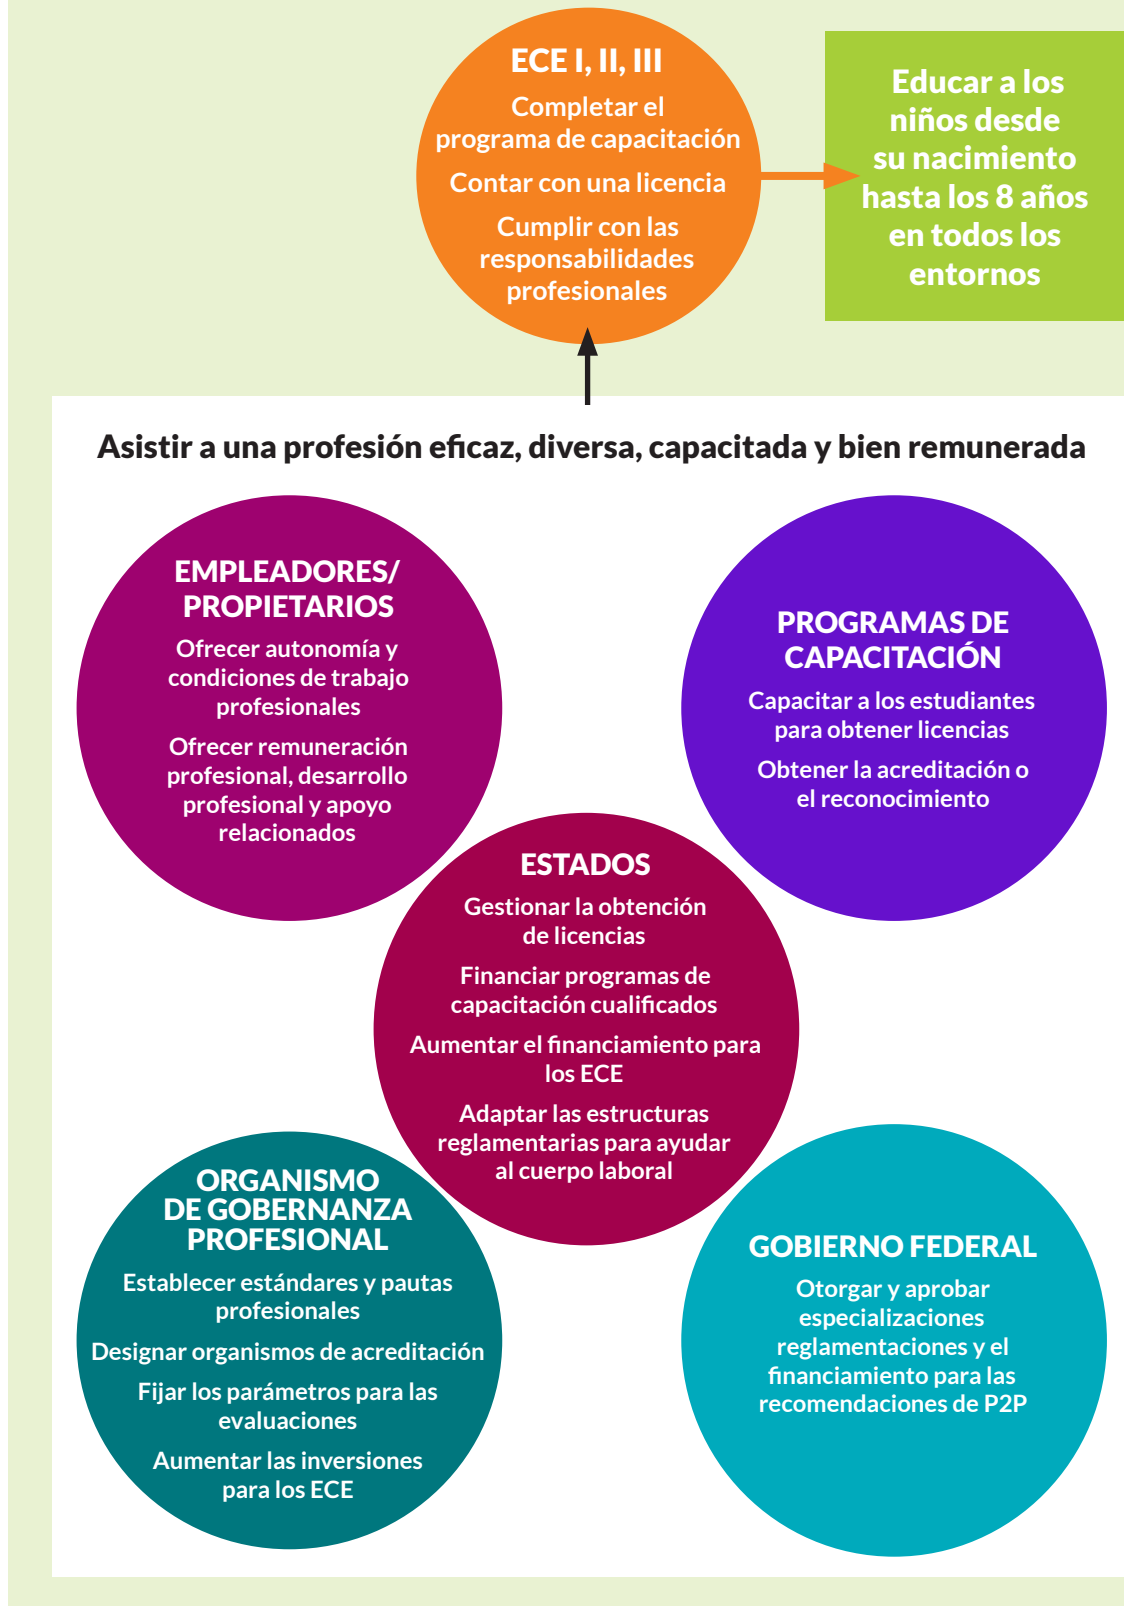 ECE I, II, III
Completar el
programa de capacitación
Contar con una licencia
Cumplir con las
responsabilidades
profesionales
Educar a los
niños desde
su nacimiento
hasta los 8 años
en todos los
entornos
Asistir a una profesión eficaz, diversa, capacitada y bien remunerada
EMPLEADORES/
PROPIETARIOS
Ofrecer autonomía y
condiciones de trabajo
profesionales
Ofrecer remuneración
profesional, desarrollo
profesional y apoyo
relacionados
PROGRAMAS DE
CAPACITACIÓN
Capacitar a los estudiantes
para obtener licencias
Obtener la acreditación o
el reconocimiento
ESTADOS
Gestionar la obtención
de licencias
Financiar programas de
capacitación cualificados
Aumentar el financiamiento para
los ECE
Adaptar las estructuras
reglamentarias para ayudar
al cuerpo laboral
ORGANISMO
DE GOBERNANZA
PROFESIONAL
Establecer estándares y pautas
profesionales
Designar organismos de acreditación
Fijar los parámetros para las
evaluaciones
Aumentar las inversiones
para los ECE
GOBIERNO FEDERAL
Otorgar y aprobar
especializaciones
reglamentaciones y el
financiamiento para las
recomendaciones de P2P